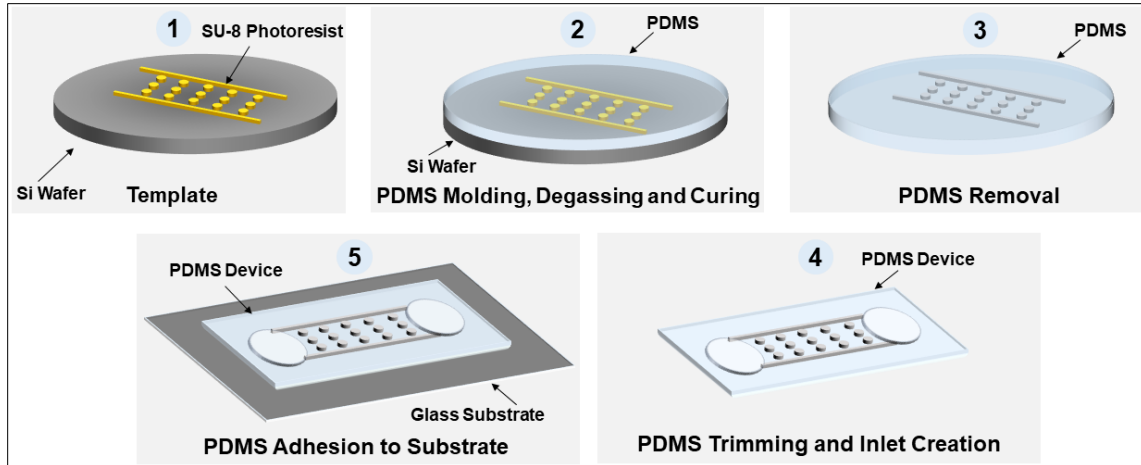 1
SU-8 Photoresist
Si Wafer
Template
2
PDMS
Si Wafer
PDMS Molding, Degassing and Curing
3
PDMS
PDMS Removal
5
PDMS Device
Glass Substrate
PDMS Adhesion to Substrate
4
PDMS Device
PDMS Trimming and Inlet Creation